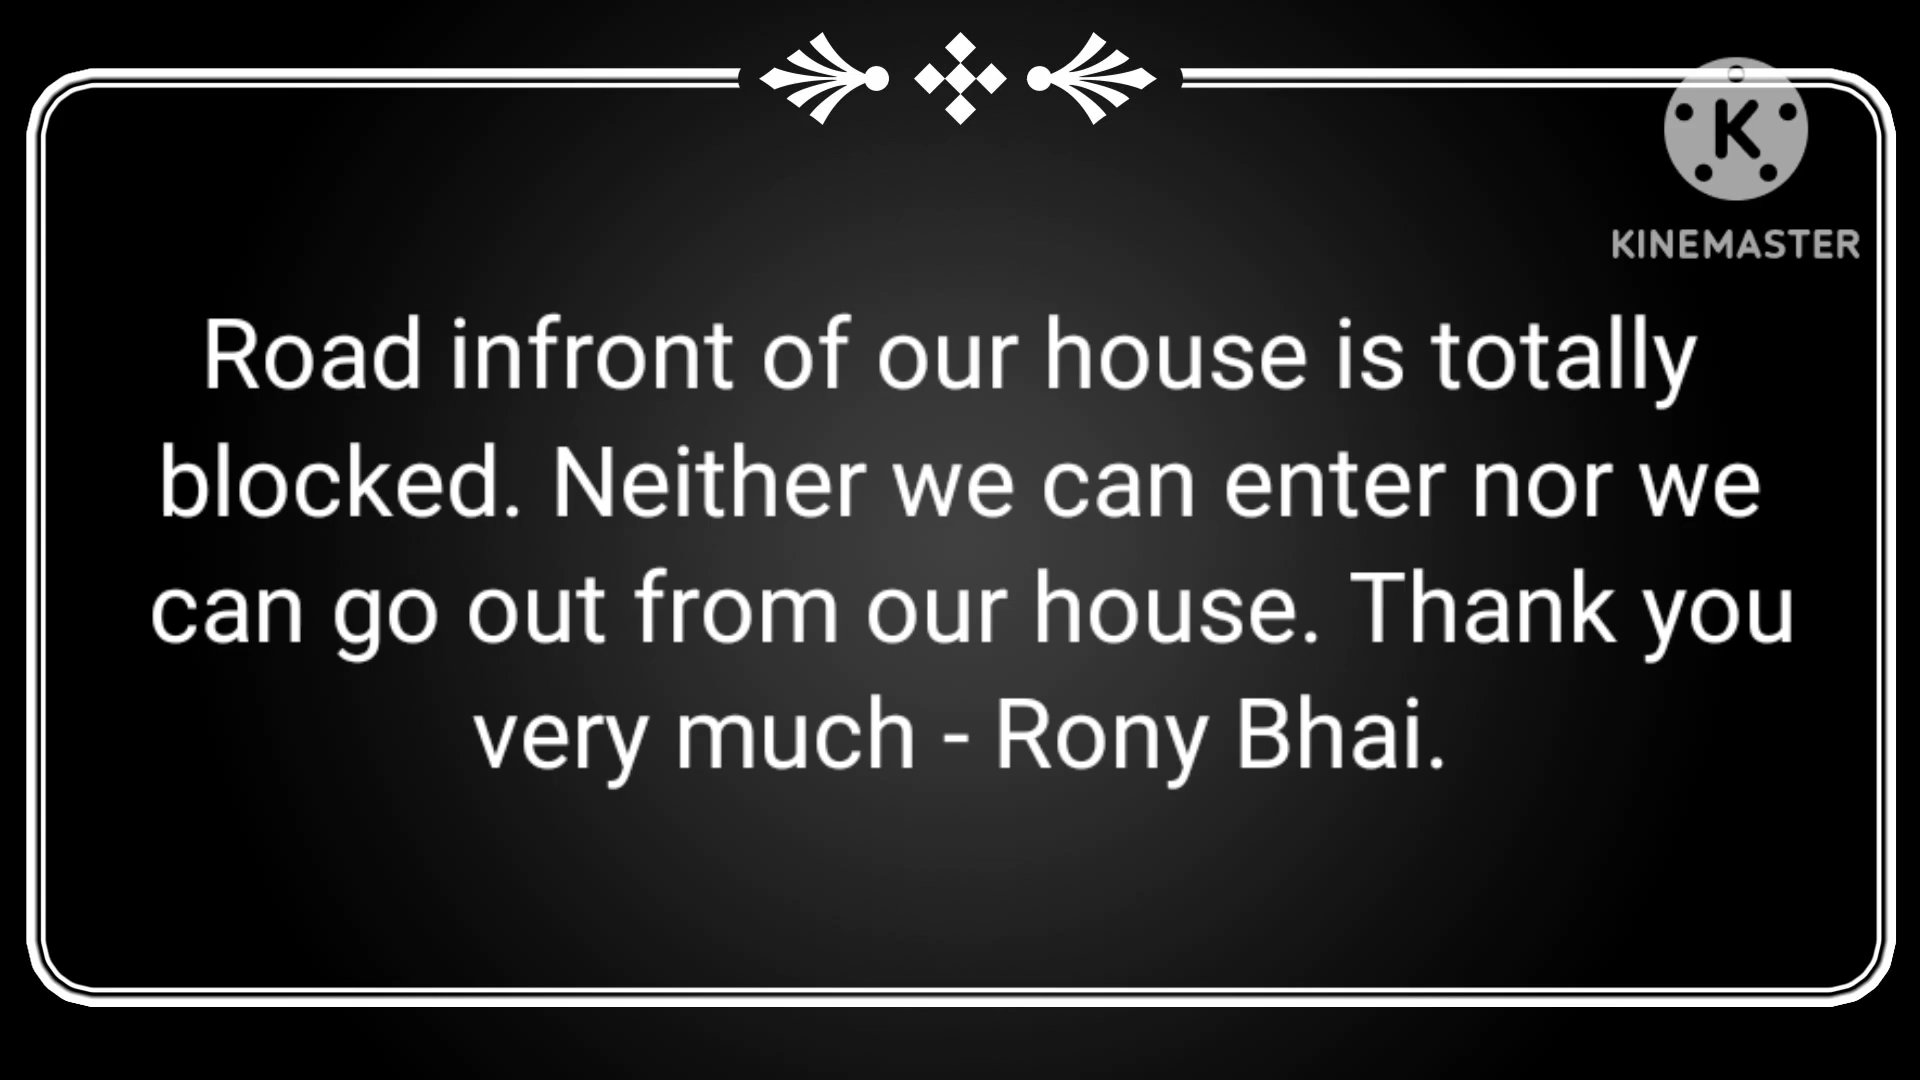 K
KINEMASTER
Road infront of our house is totally
blocked. Neither we can enter nor we
can go out from our house. Thank you
very much - Rony Bhai.